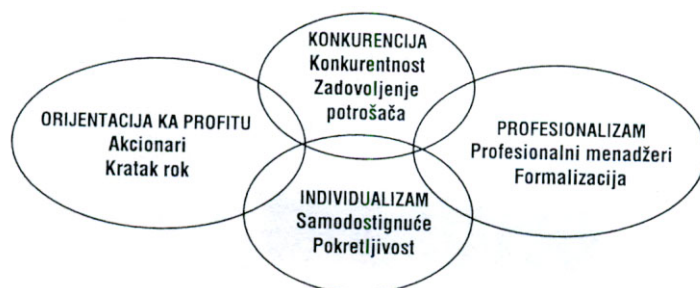 KONKURENCIJA
Konkurentnost
Zadovoljenje
potrošača
ORIJENTACIJA KA PROFITU
Akcionari
Kratak rok
PROFESIONALIZAM
Profesionalni menadžeri
Formalizacija
INDIVIDUALIZAM
Samodostignuće
Pokretljivost